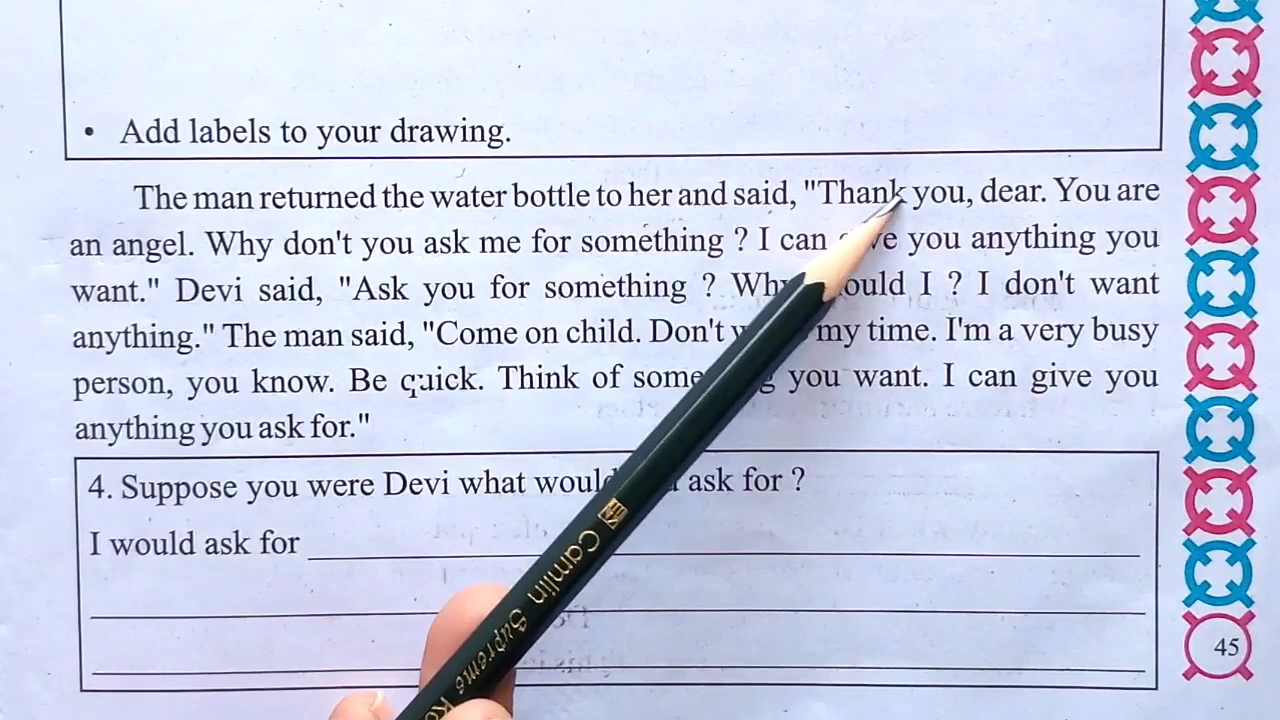 • Add labels to your drawing.
The man returned the water bottle to her and said, "Thank you, dear. You are
an angel. Why don't you ask me for something ? I can you anything you
want." Devi said, "Ask you for something ? Why I ? I don't want
anything." The man said, "Come on child. Don't my time. I'm a very busy
person, you know. Be quick. Think of you want. I can give you
anything you ask for."
4. Suppose you were Devi what would ask for ?
I would ask for
45
Camlin Supreme